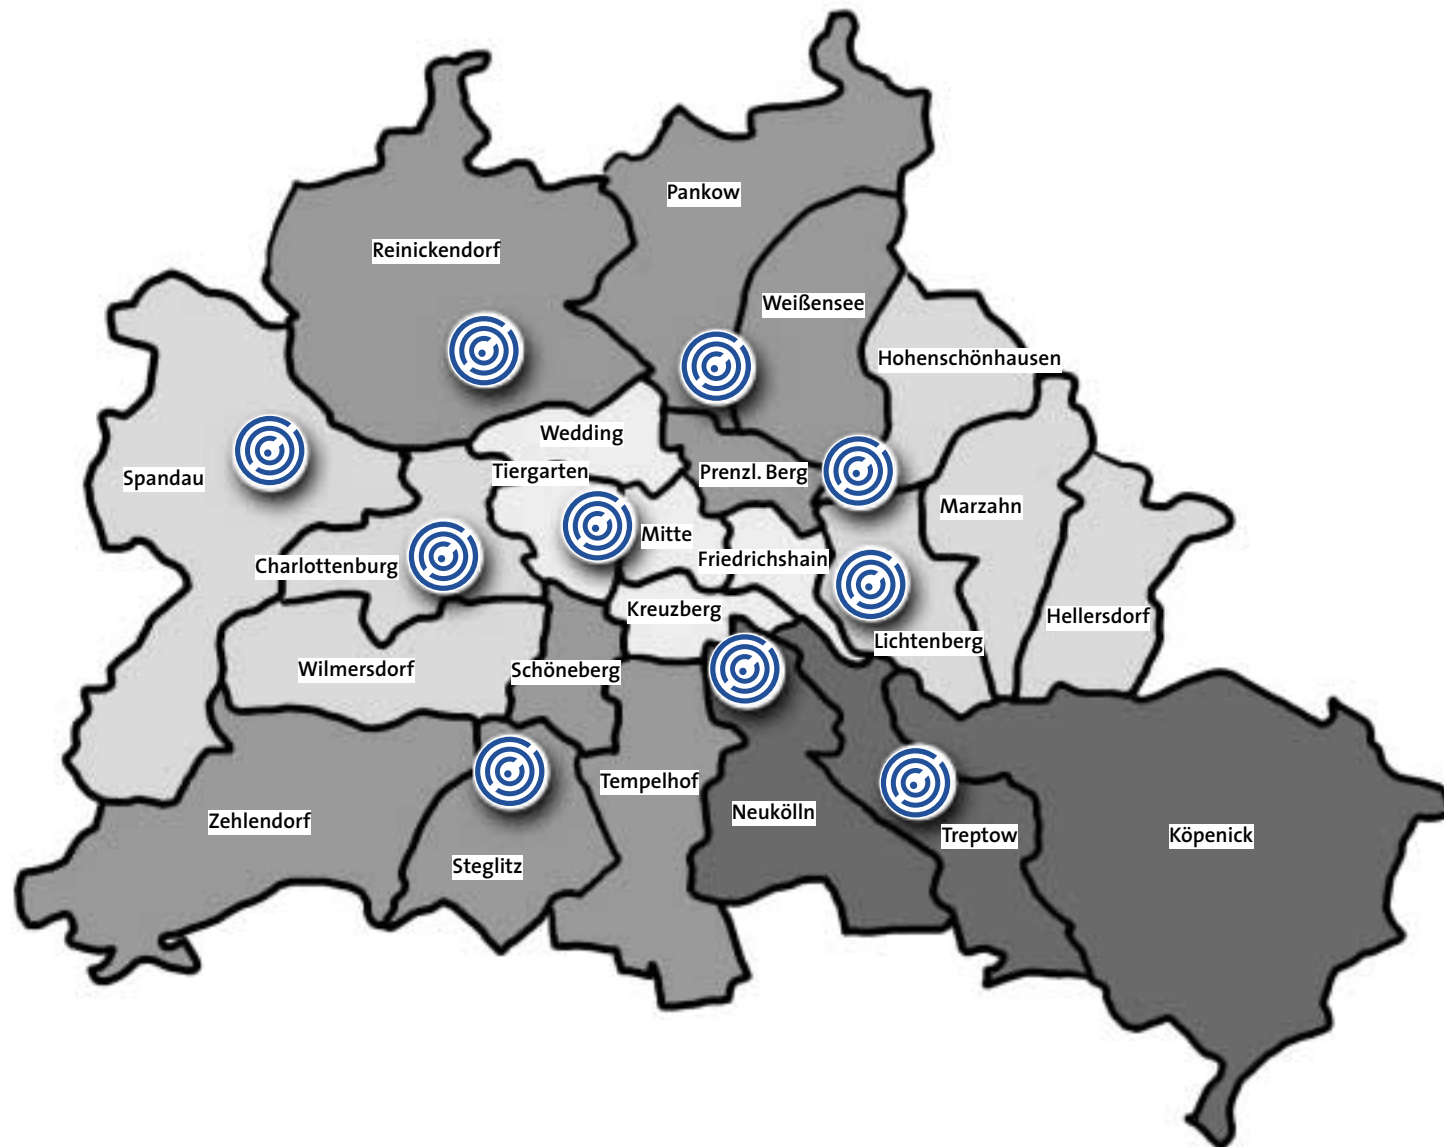 Pankow
Reinickendorf
Weißensee
Hohenschönhausen
Wedding
Tiergarten
Prenzl. Berg
Spandau
Marzahn
Mitte
Friedrichshain
Charlottenburg
Kreuzberg
Hellersdorf
Lichtenberg
Wilmersdorf
Schöneberg
Tempelhof
Neukölln
Zehlendorf
Treptow
Köpenick
Steglitz